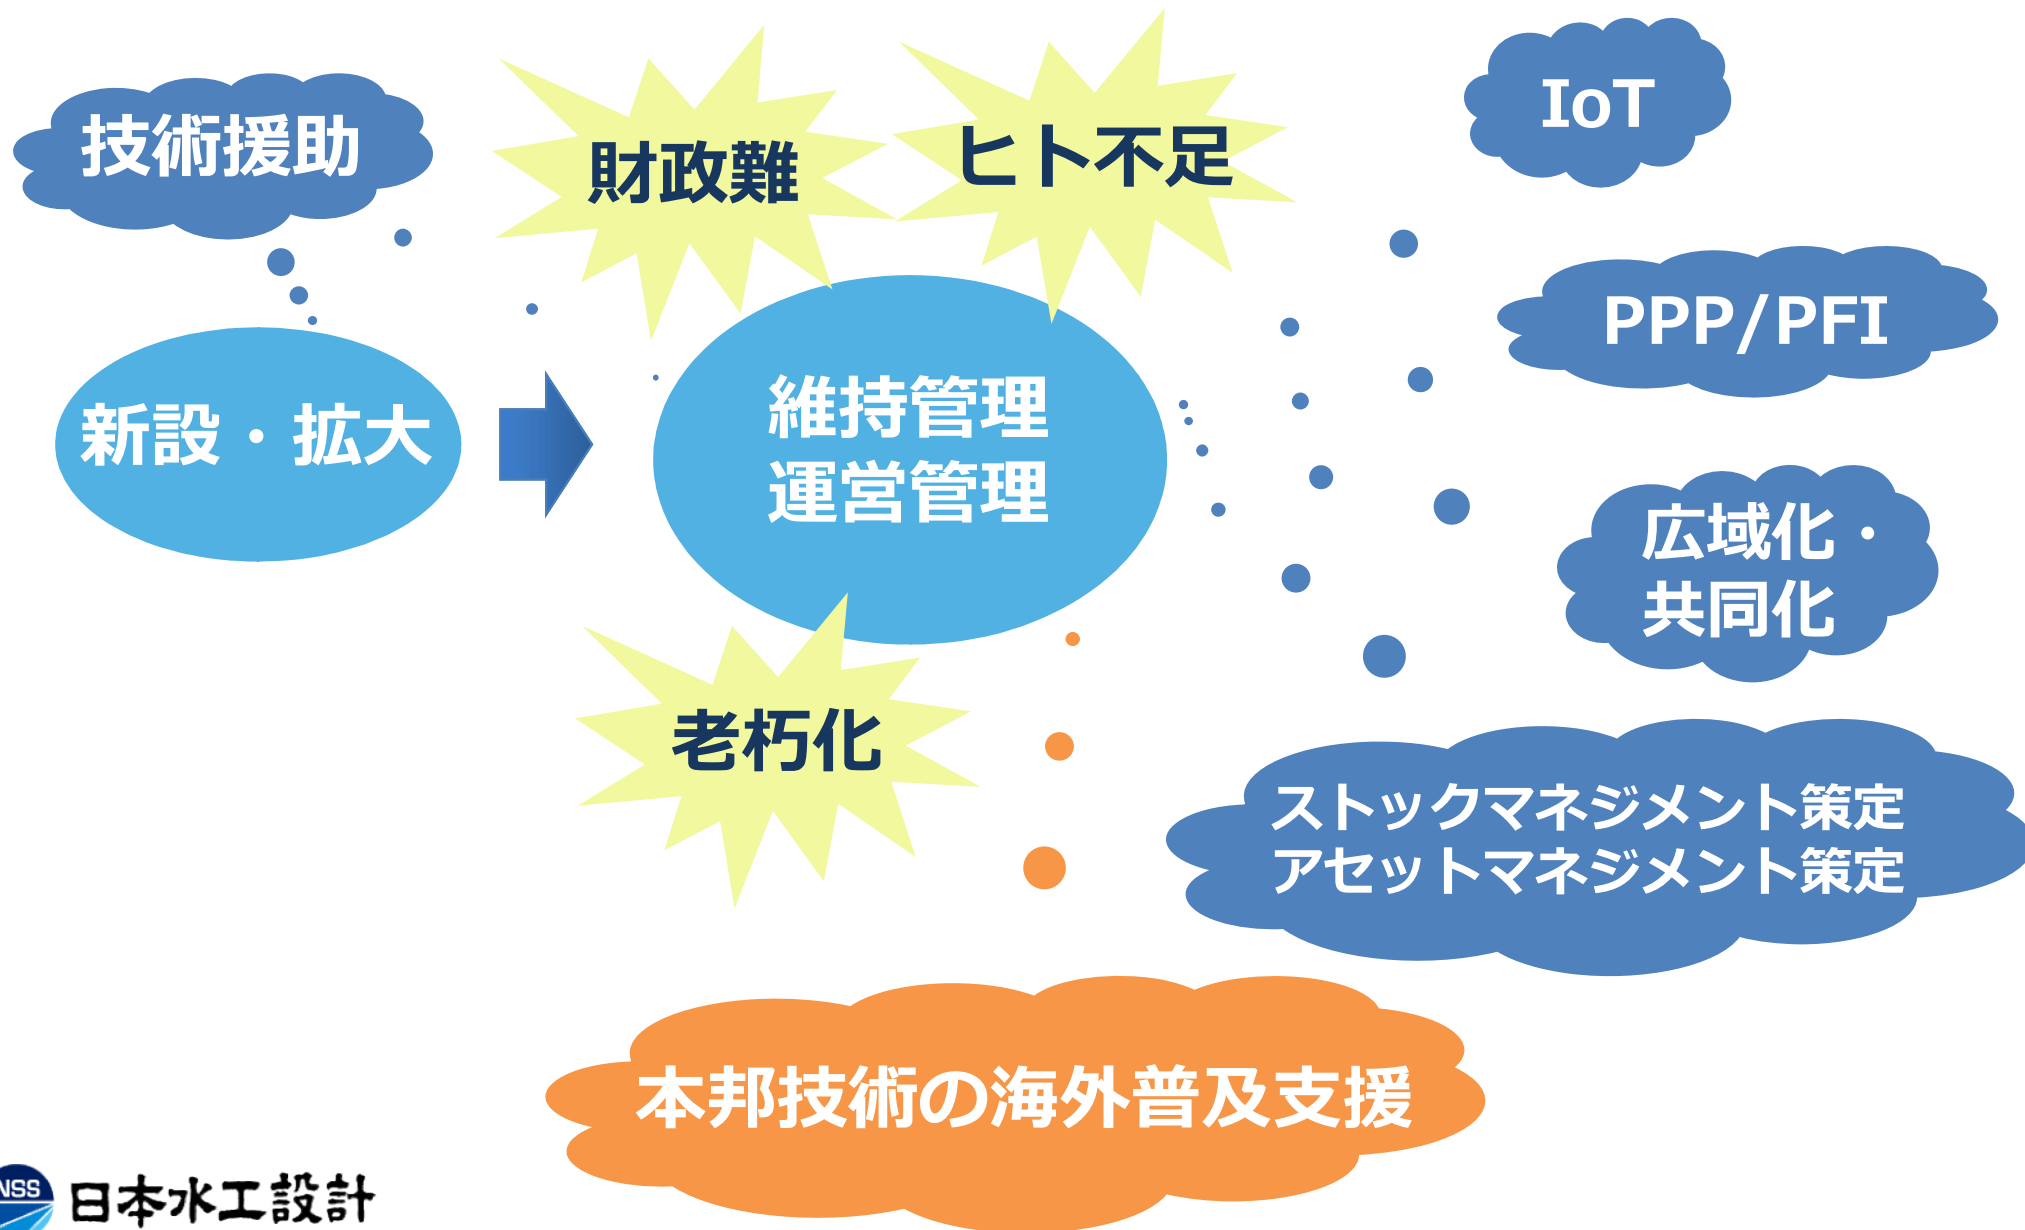 技術援助
財政難
ヒト不足
IoT
PPP/PFI
新設・拡大
維持管理
運営管理
広域化・
共同化
老朽化
ストックマネジメント策定
アセットマネジメント策定
本邦技術の海外普及支援
NSS
日本水工設計